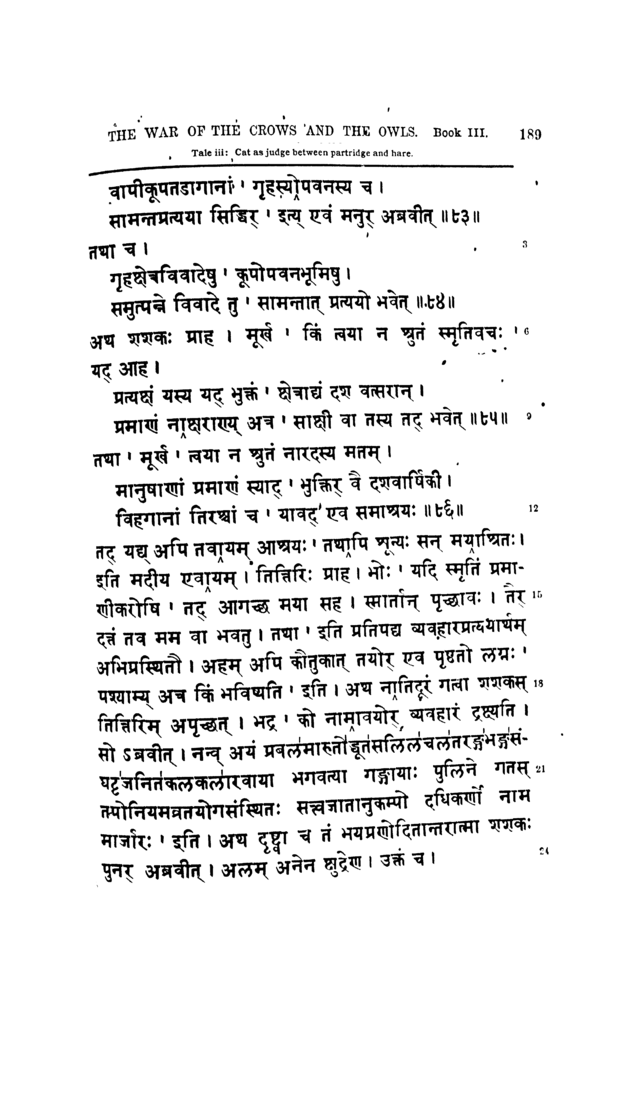 THE WAR OF THE CROWS AND THE OWLS. Book III. 189
Tale iii: Cat as judge between partridge and hare.
वापीकूपतडागानां ' गृहस्योपवनस्य च ।
सामन्तप्रत्यया सिद्धिर् ' इत्य् एवं मनुर् अब्रवीत् ॥८३॥
तथा च । 3
गृहक्षेत्रविवादेषु ' कूपोपवनभूमिषु ।
समुत्पन्ने विवादे तु ' सामन्तात् प्रत्ययो भवेत् ॥८४॥
अथ शशकः प्राह । मूर्ख ' किं त्वया न श्रुतं स्मृतिवचः ' 6
यद् आह ।
प्रत्यक्षं यस्य यद् भुक्तं ' क्षेत्राद्यं दश वत्सरान् ।
प्रमाणं नाक्षराण्य् अत्र ' साक्षी वा तस्य तद् भवेत् ॥८५॥ 9
तथा ' मूर्ख ' त्वया न श्रुतं नारदस्य मतम् ।
मानुषाणां प्रमाणं स्याद् ' भुक्तिर् वै दशवार्षिकी ।
विहगानां तिरश्चां च ' यावद् एव समाश्रयः ॥८६॥ 12
तद् यद्य् अपि तवायम् आश्रयः ' तथापि शून्यः सन् मयाश्रितः ।
इति मदीय एवायम् । तित्तिरिः प्राह । भोः ' यदि स्मृतिं प्रमा-
णीकरोषि ' तद् आगच्छ मया सह । स्मार्तान् पृच्छावः । तैर् 15
दत्तं तव मम वा भवतु । तथा ' इति प्रतिपद्य व्यवहारप्रत्ययार्थम्
अभिप्रस्थितौ । अहम् अपि कौतुकात् तयोर् एव पृष्ठतो लग्नः '
पश्याम्य् अत्र किं भविष्यति ' इति । अथ नातिदूरं गत्वा शशकस् 18
तित्तिरिम् अपृच्छत् । भद्र ' को नामावयोर् व्यवहारं द्रक्ष्यति ।
सो ऽब्रवीत् । नन्व् अयं प्रबलमारुतोद्धूतसलिलचलतरङ्गभङ्गसं-
घट्टजनितकलकलारवाया भगवत्या गङ्गायाः पुलिने गतस् 21
तपोनियमव्रतयोगसंस्थितः सत्त्वजातानुकम्पो दधिकर्णो नाम
मार्जारः ' इति । अथ दृष्ट्वा च तं भयप्रणोदितान्तरात्मा शशकः
पुनर् अब्रवीत् । अलम् अनेन क्षुद्रेण । उक्तं च । 24